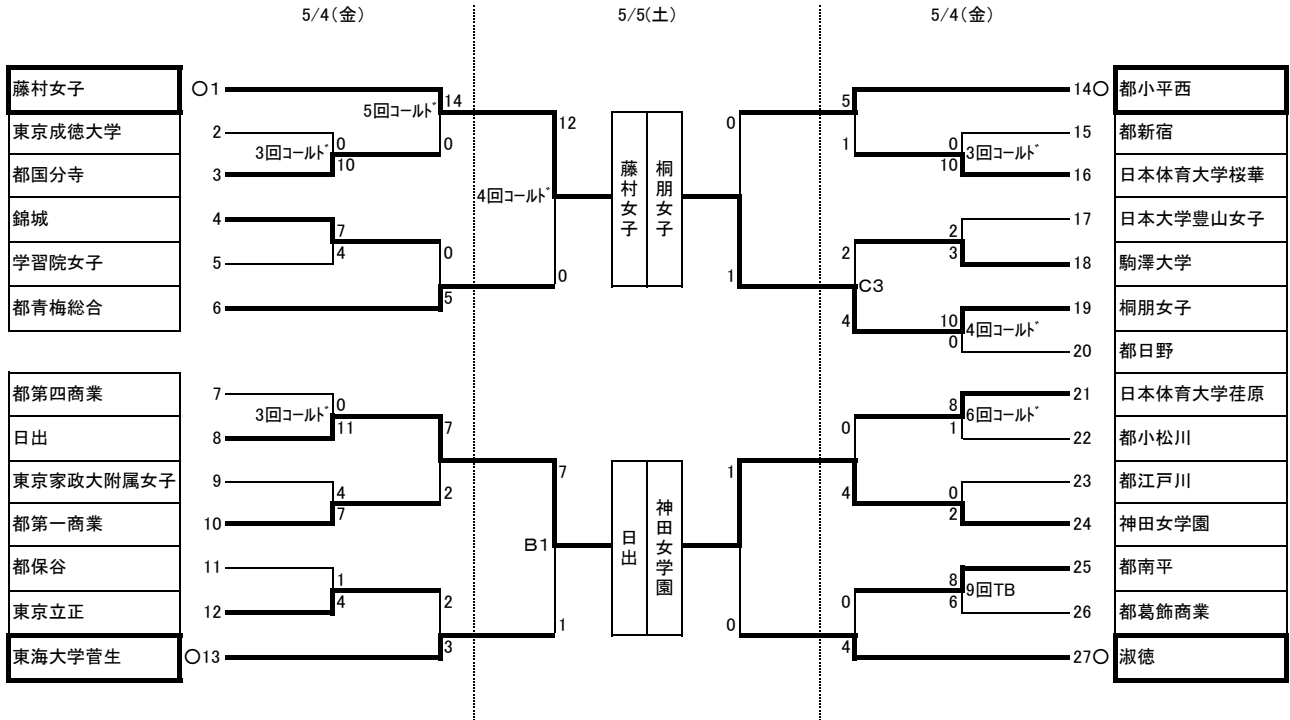 5/4(金)
5/5(土)
5/4(金)
藤村女子
○1
東京成徳大学
2
都国分寺
3
錦城
4
学習院女子
5
都青梅総合
6
都第四商業
7
日出
8
東京家政大附属女子
9
都第一商業
10
都保谷
11
東京立正
12
東海大学菅生
○13
5回コールド
14
0
3回コールド
0
10
7
4
0
5
12
4回コールド
0
3回コールド
0
11
7
4
7
2
1
4
2
3
7
B1
1
藤村女子
桐朋女子
日出
神田女学園
0
1
1
0
5
1
0
3回コールド
10
2
2
3
C3
4
10
4回コールド
0
8
6回コールド
1
0
4
0
2
8
9回TB
6
0
4
14○
都小平西
15
都新宿
16
日本体育大学桜華
17
日本大学豊山女子
18
駒澤大学
19
桐朋女子
20
都日野
21
日本体育大学荏原
22
都小松川
23
都江戸川
24
神田女学園
25
都南平
26
都葛飾商業
27○
淑徳